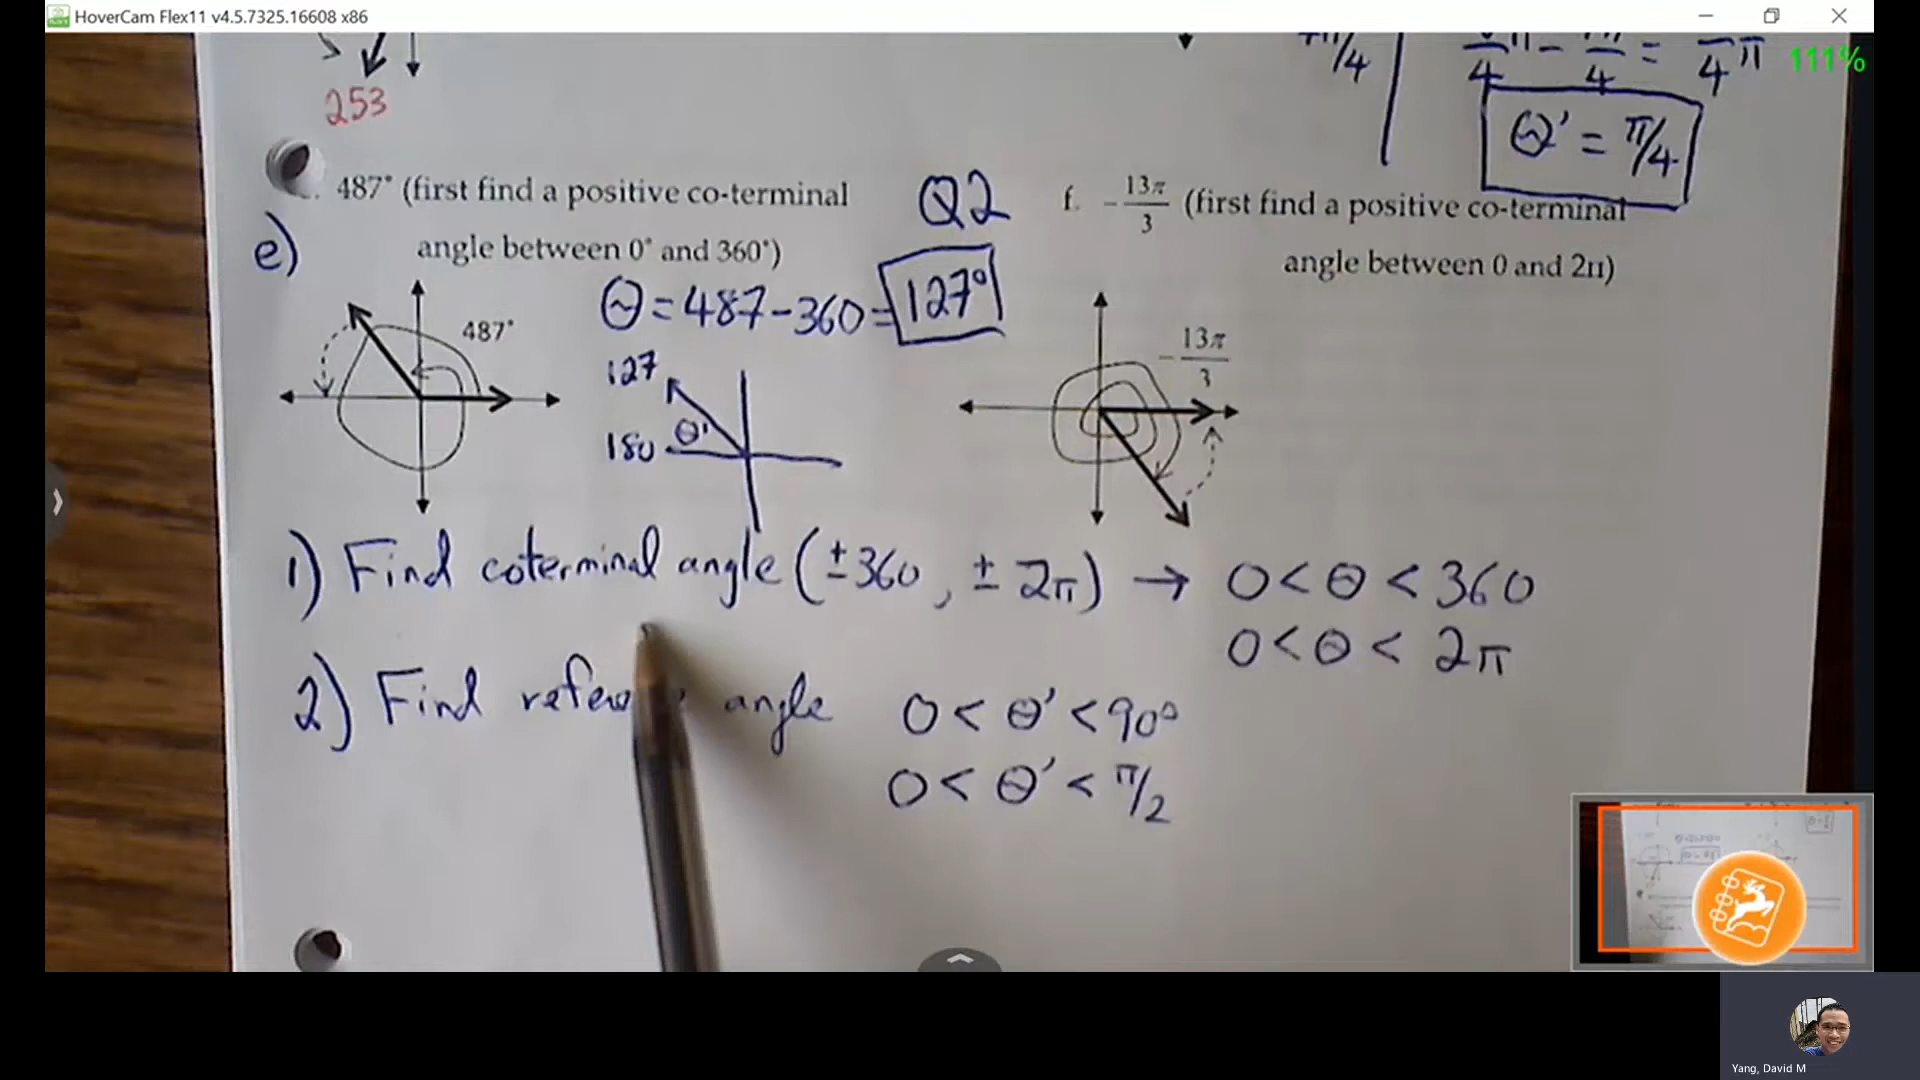 HoverCam Flex11 v4.5.7325.16608 x86
111%
253
π/4
θ' = π/4
487° (first find a positive co-terminal
angle between 0° and 360°)
Q2
e)
θ = 487 - 360 = 127°
487°
127
180 θ'
f. -13π/3 (first find a positive co-terminal
angle between 0 and 2π)
-13π/3
1) Find coterminal angle (±360, ± 2π) → 0 < θ < 360
0 < θ < 2π
2) Find angle 0 < θ' < 90°
0 < θ' < π/2
Yang, David M